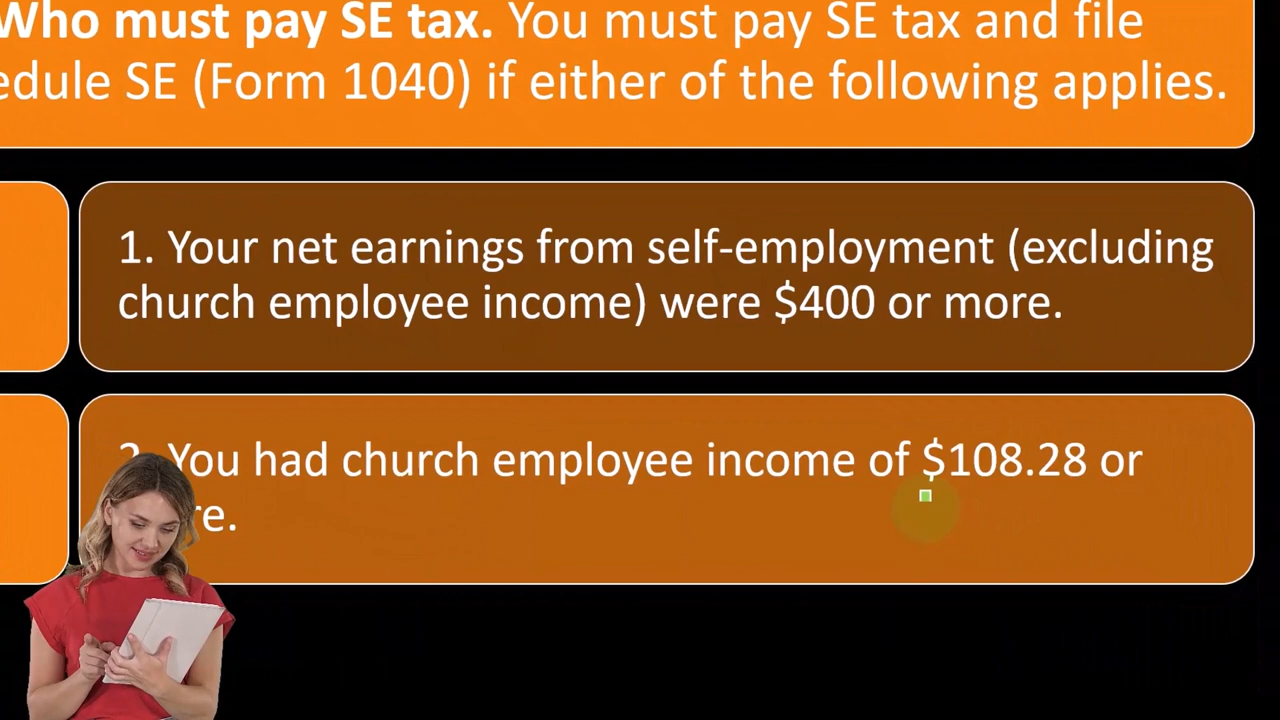 Who must pay SE tax. You must pay SE tax and file
edule SE (Form 1040) if either of the following applies.
1. Your net earnings from self-employment (excluding
church employee income) were $400 or more.
2. You had church employee income of $108.28 or
re.